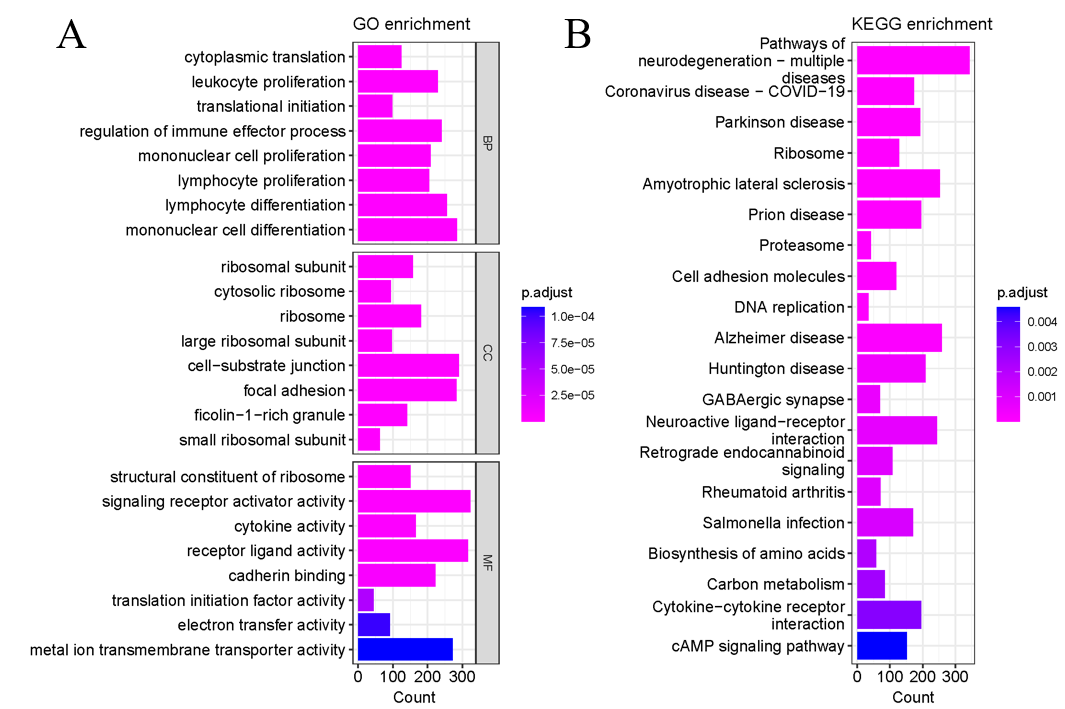 A
GO enrichment
cytoplasmic translation
leukocyte proliferation
translational initiation
regulation of immune effector process
mononuclear cell proliferation
lymphocyte proliferation
lymphocyte differentiation
mononuclear cell differentiation
BP
ribosomal subunit
cytosolic ribosome
ribosome
large ribosomal subunit
cell−substrate junction
focal adhesion
ficolin−1−rich granule
small ribosomal subunit
CC
structural constituent of ribosome
signaling receptor activator activity
cytokine activity
receptor ligand activity
cadherin binding
translation initiation factor activity
electron transfer activity
metal ion transmembrane transporter activity
MF
0 100 200 300
Count
p.adjust
1.0e−04
7.5e−05
5.0e−05
2.5e−05
B
KEGG enrichment
Pathways of
neurodegeneration − multiple
diseases
Coronavirus disease − COVID−19
Parkinson disease
Ribosome
Amyotrophic lateral sclerosis
Prion disease
Proteasome
Cell adhesion molecules
DNA replication
Alzheimer disease
Huntington disease
GABAergic synapse
Neuroactive ligand−receptor
interaction
Retrograde endocannabinoid
signaling
Rheumatoid arthritis
Salmonella infection
Biosynthesis of amino acids
Carbon metabolism
Cytokine−cytokine receptor
interaction
cAMP signaling pathway
0 100 200 300
Count
p.adjust
0.004
0.003
0.002
0.001